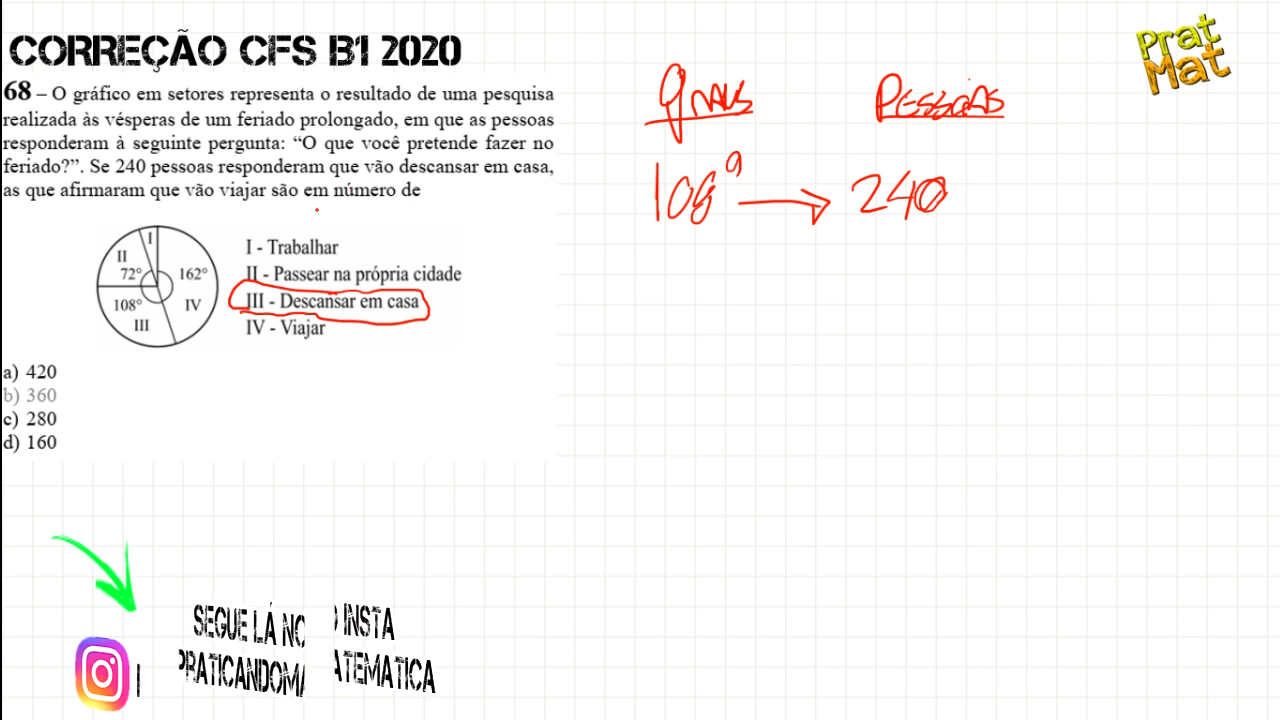 CORREÇÃO CFS B1 2020
68 – O gráfico em setores representa o resultado de uma pesquisa
realizada às vésperas de um feriado prolongado, em que as pessoas
responderam à seguinte pergunta: “O que você pretende fazer no
feriado?”. Se 240 pessoas responderam que vão descansar em casa,
as que afirmaram que vão viajar são em número de
I
II
72°
162°
108°
IV
III
I - Trabalhar
II - Passear na própria cidade
III - Descansar em casa
IV - Viajar
a) 420
b) 360
c) 280
d) 160
Graus
Pessoas
108° 240
Prat
Mat
SEGUE LÁ NO INSTA
PRATICANDOMATEMATICA